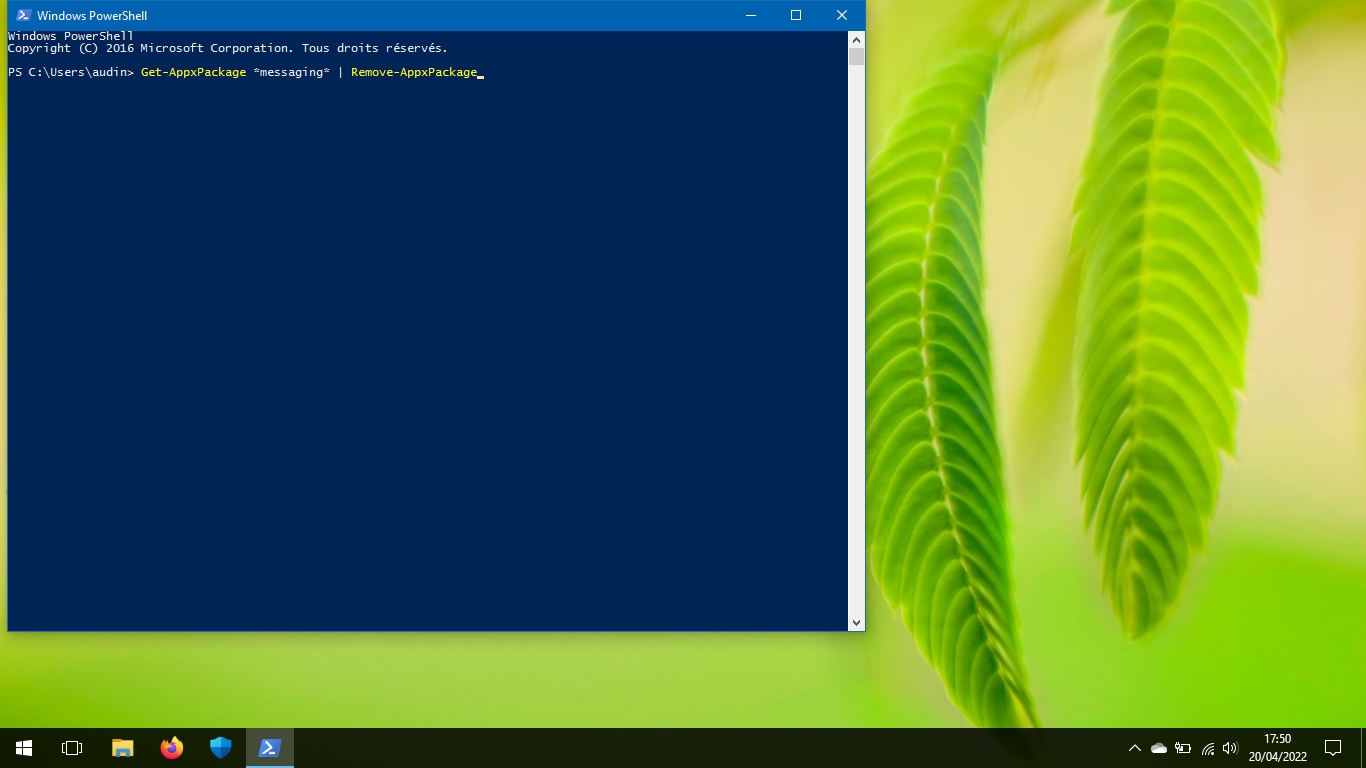 Windows PowerShell
Windows PowerShell
Copyright (C) 2016 Microsoft Corporation. Tous droits réservés.
PS C:\Users\audin> Get-AppxPackage *messaging* | Remove-AppxPackage_
17:50
20/04/2022